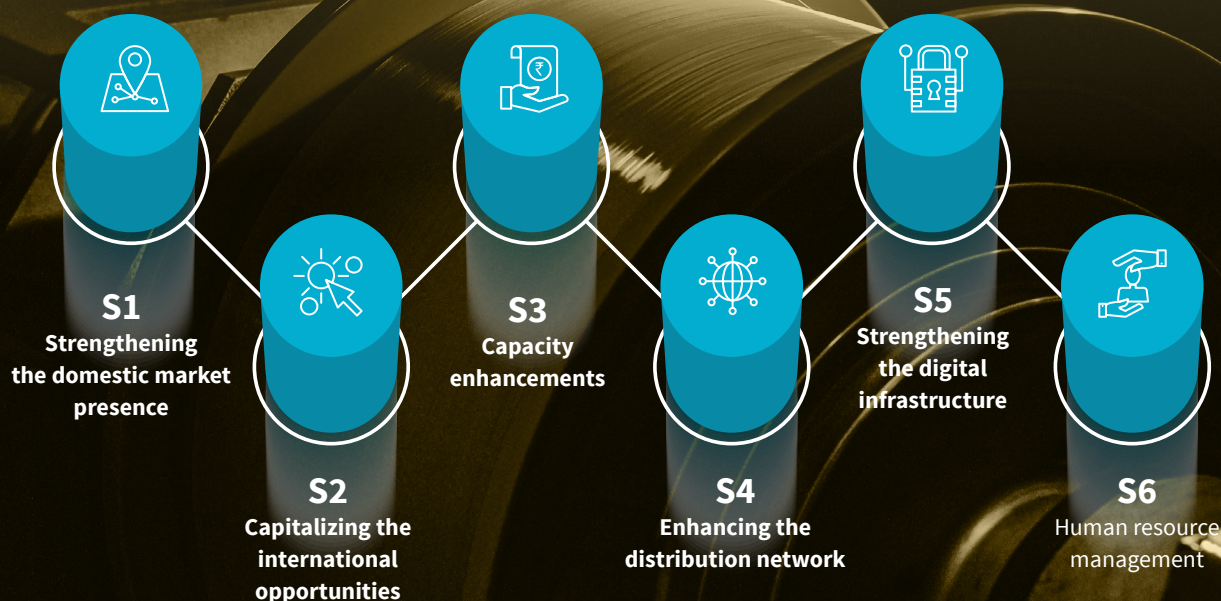 ₹
S1
Strengthening
the domestic market
presence
S2
Capitalizing the
international
opportunities
S3
Capacity
enhancements
S4
Enhancing the
distribution network
S5
Strengthening
the digital
infrastructure
S6
Human resource
management